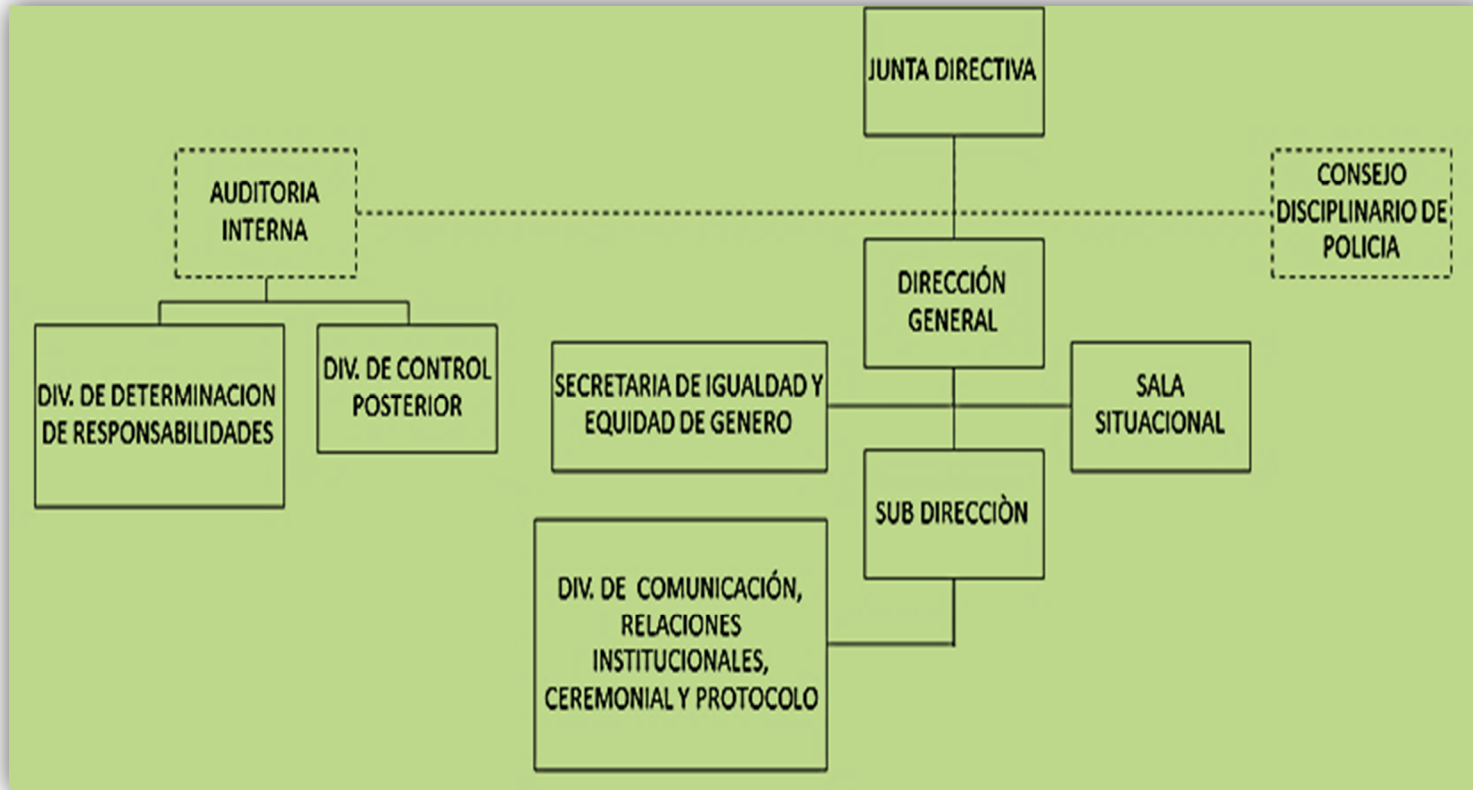 JUNTA DIRECTIVA
AUDITORIA
INTERNA
CONSEJO
DISCIPLINARIO DE
POLICIA
DIRECCIÓN
GENERAL
DIV. DE DETERMINACION
DE RESPONSABILIDADES
DIV. DE CONTROL
POSTERIOR
SECRETARIA DE IGUALDAD Y
EQUIDAD DE GENERO
SALA
SITUACIONAL
SUB DIRECCIÒN
DIV. DE COMUNICACIÓN,
RELACIONES
INSTITUCIONALES,
CEREMONIAL Y PROTOCOLO